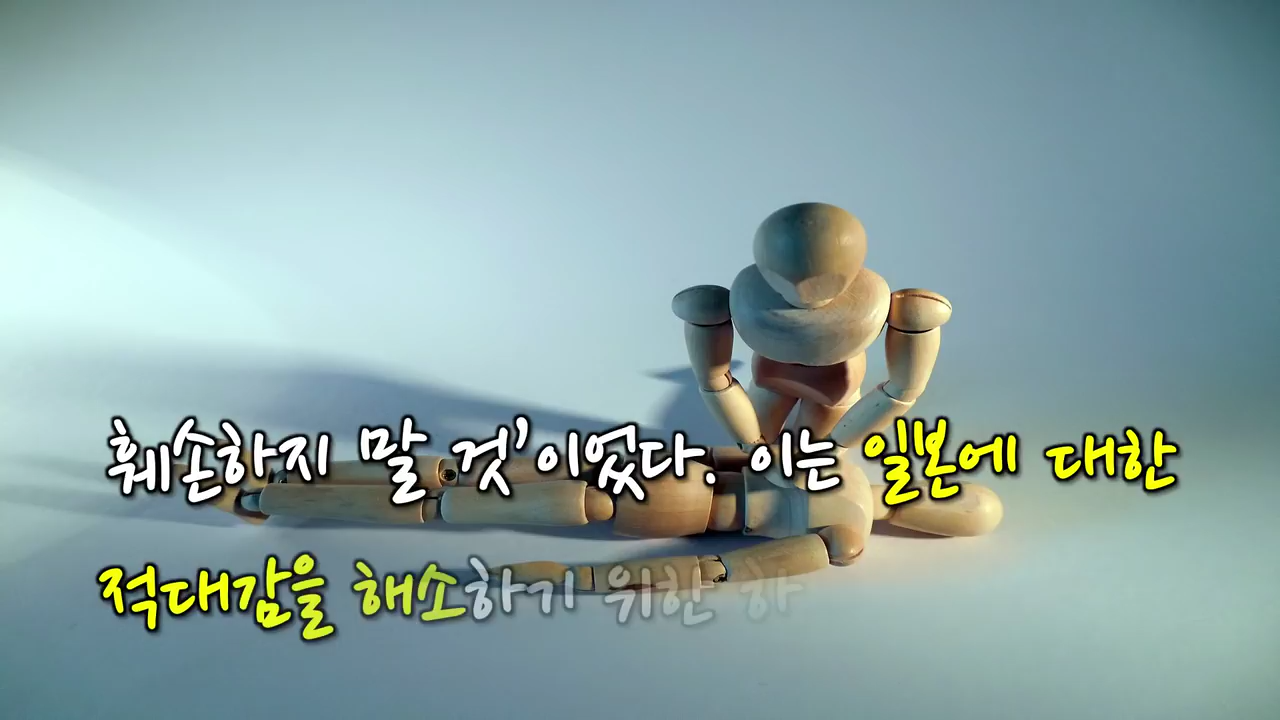 훼손하지 말 것’이었다. 이는 일본에 대한
적대감을 해소하기 위한 하